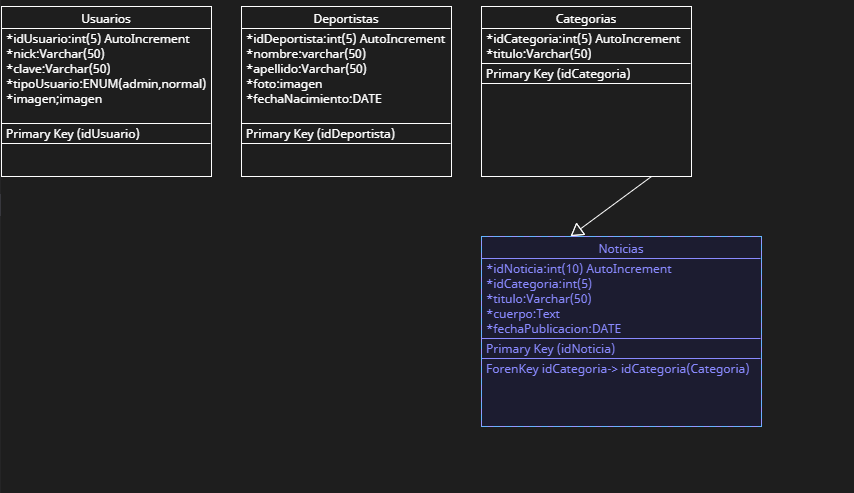 Usuarios
*idUsuario:int(5) AutoIncrement
*nick:Varchar(50)
*clave:Varchar(50)
*tipoUsuario:ENUM(admin,normal)
*imagen;imagen
Primary Key (idUsuario)
Deportistas
*idDeportista:int(5) AutoIncrement
*nombre:varchar(50)
*apellido:Varchar(50)
*foto:imagen
*fechaNacimiento:DATE
Primary Key (idDeportista)
Categorias
*idCategoria:int(5) AutoIncrement
*titulo:Varchar(50)
Primary Key (idCategoria)
Noticias
*idNoticia:int(10) AutoIncrement
*idCategoria:int(5)
*titulo:Varchar(50)
*cuerpo:Text
*fechaPublicacion:DATE
Primary Key (idNoticia)
ForenKey idCategoria-> idCategoria(Categoria)